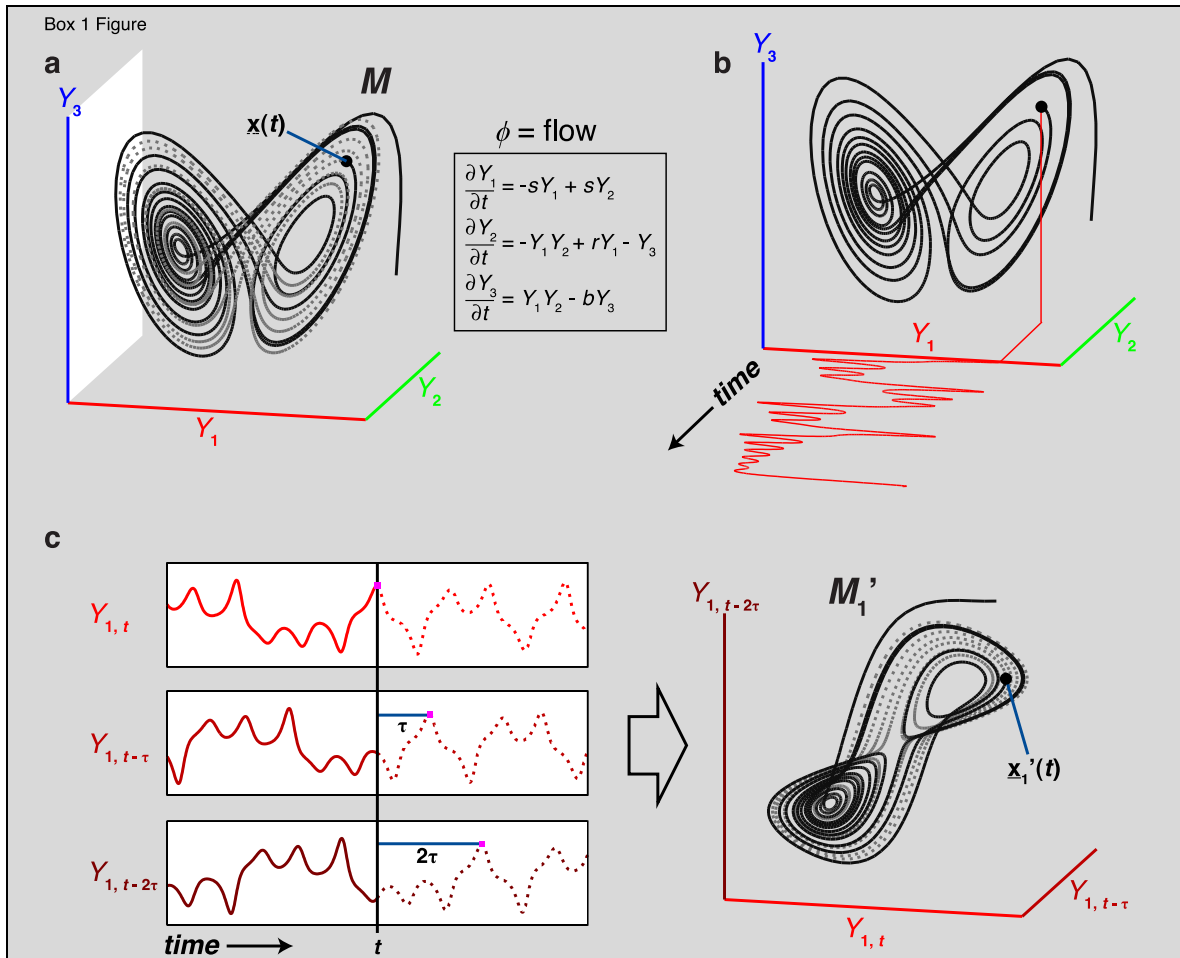 Box 1 Figure
a
Y3
M
x(t)
ϕ = flow
∂Y1/∂t = -sY1 + sY2
∂Y2/∂t = -Y1Y2 + rY1 - Y3
∂Y3/∂t = Y1Y2 - bY3
Y2
Y1
b
Y3
Y1
Y2
time
c
Y1, t
Y1, t - τ
τ
Y1, t - 2τ
2τ
time
t
Y1, t - 2τ
M1'
x1'(t)
Y1, t - τ
Y1, t